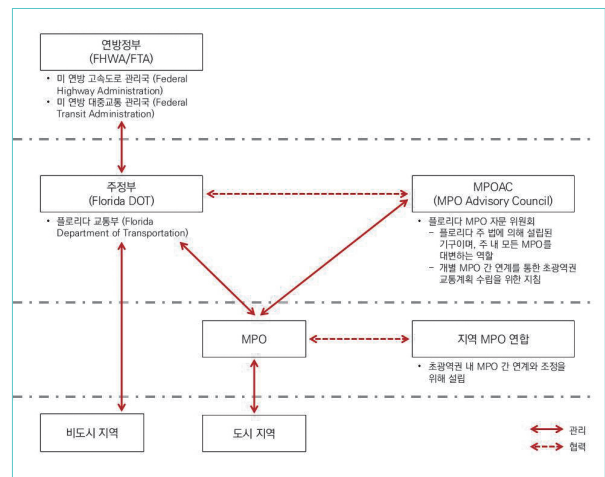 연방정부
(FHWA/FTA)
• 미 연방 고속도로 관리국 (Federal
Highway Administration)
• 미 연방 대중교통 관리국 (Federal
Transit Administration)
주정부
(Florida DOT)
• 플로리다 교통부 (Florida
Department of Transportation)
MPOAC
(MPO Advisory Council)
• 플로리다 MPO 자문 위원회
– 플로리다 주 법에 의해 설립된
기구이며, 주 내 모든 MPO를
대변하는 역할
– 개별 MPO 간 연계를 통한 초광역권
교통계획 수립을 위한 지침
MPO
지역 MPO 연합
• 초광역권 내 MPO 간 연계와 조정을
위해 설립
비도시 지역
도시 지역
관리
협력